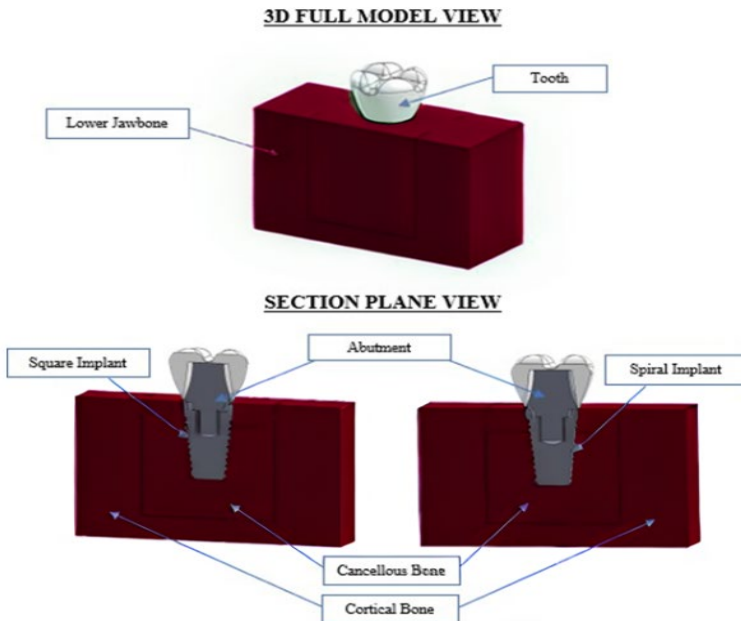 3D FULL MODEL VIEW
Tooth
Lower Jawbone
SECTION PLANE VIEW
Abutment
Square Implant
Spiral Implant
Cancellous Bone
Cortical Bone